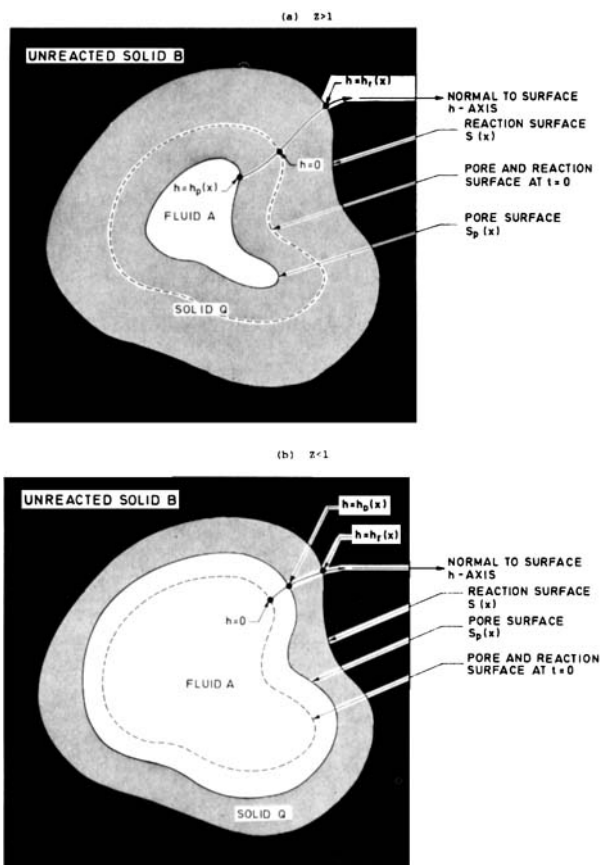 (a) Z>1
UNREACTED SOLID B
h=hr(x)
NORMAL TO SURFACE
h-AXIS
REACTION SURFACE
S(x)
h=0
PORE AND REACTION
SURFACE AT t=0
h=hp(x)
FLUID A
PORE SURFACE
Sp(x)
SOLID Q
(b) Z<1
UNREACTED SOLID B
h=hp(x)
h=hr(x)
NORMAL TO SURFACE
h-AXIS
REACTION SURFACE
S(x)
h=0
PORE SURFACE
Sp(x)
PORE AND REACTION
SURFACE AT t=0
FLUID A
SOLID Q